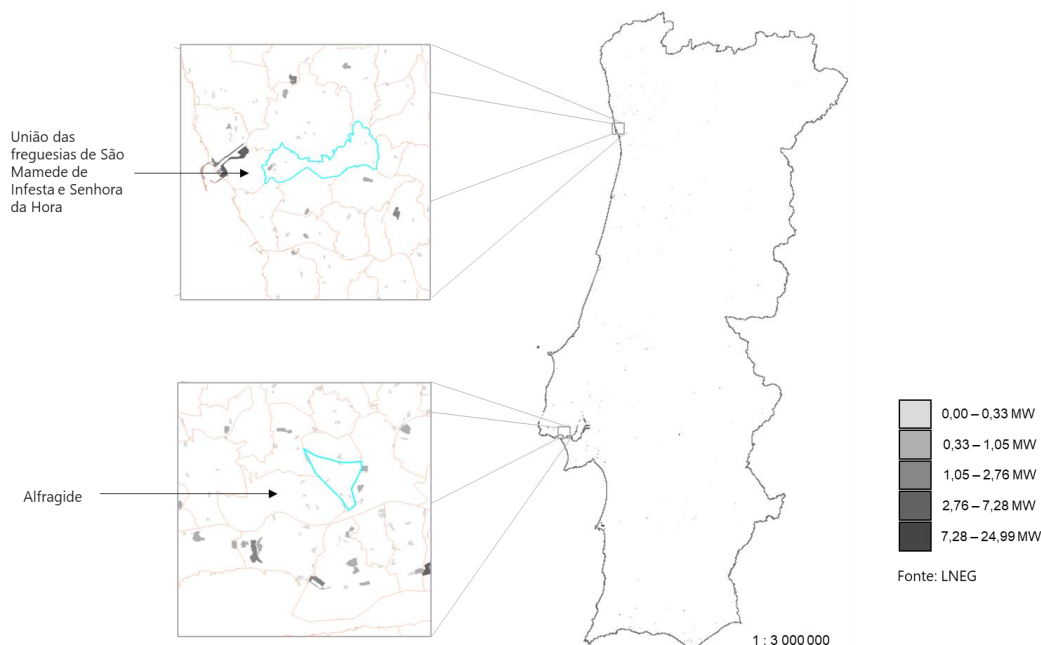 União das
freguesias de São
Mamede de
Infesta e Senhora
da Hora
Alfragide
0,00 – 0,33 MW
0,33 – 1,05 MW
1,05 – 2,76 MW
2,76 – 7,28 MW
7,28 – 24,99 MW
Fonte: LNEG
1 : 3 000 000